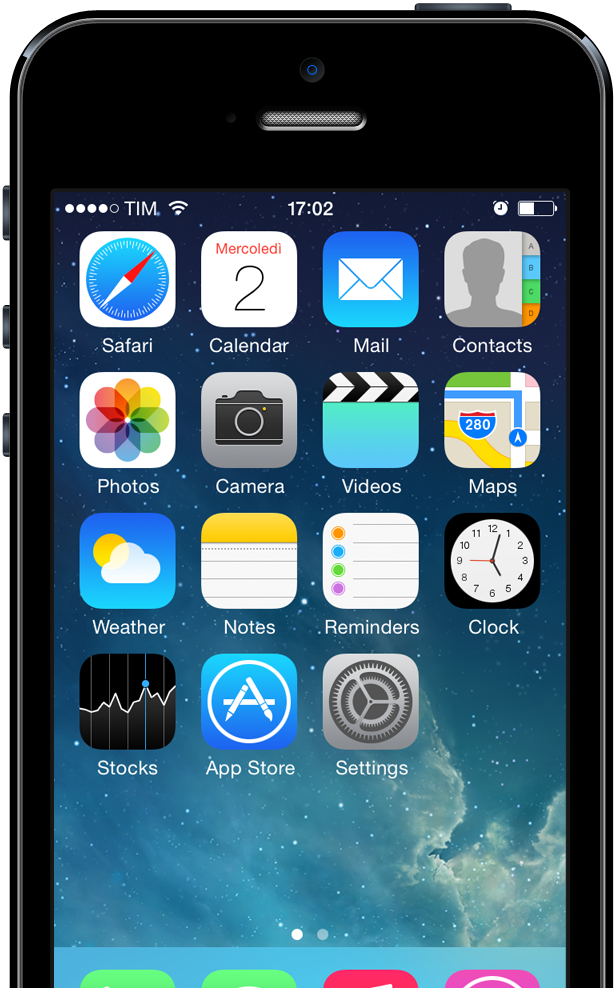 TIM 17:02
Mercoledì
2
A
B
C
D
Safari Calendar Mail Contacts
280
Photos Camera Videos Maps
12
11 1
10 2
9 3
8 4
7 5
6
Weather Notes Reminders Clock
Stocks App Store Settings